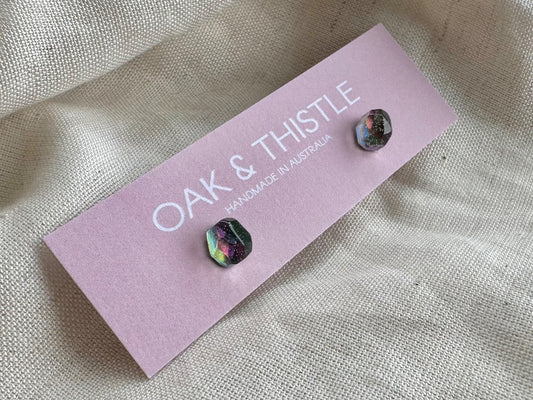 OAK & THISTLE
HANDMADE IN AUSTRALIA